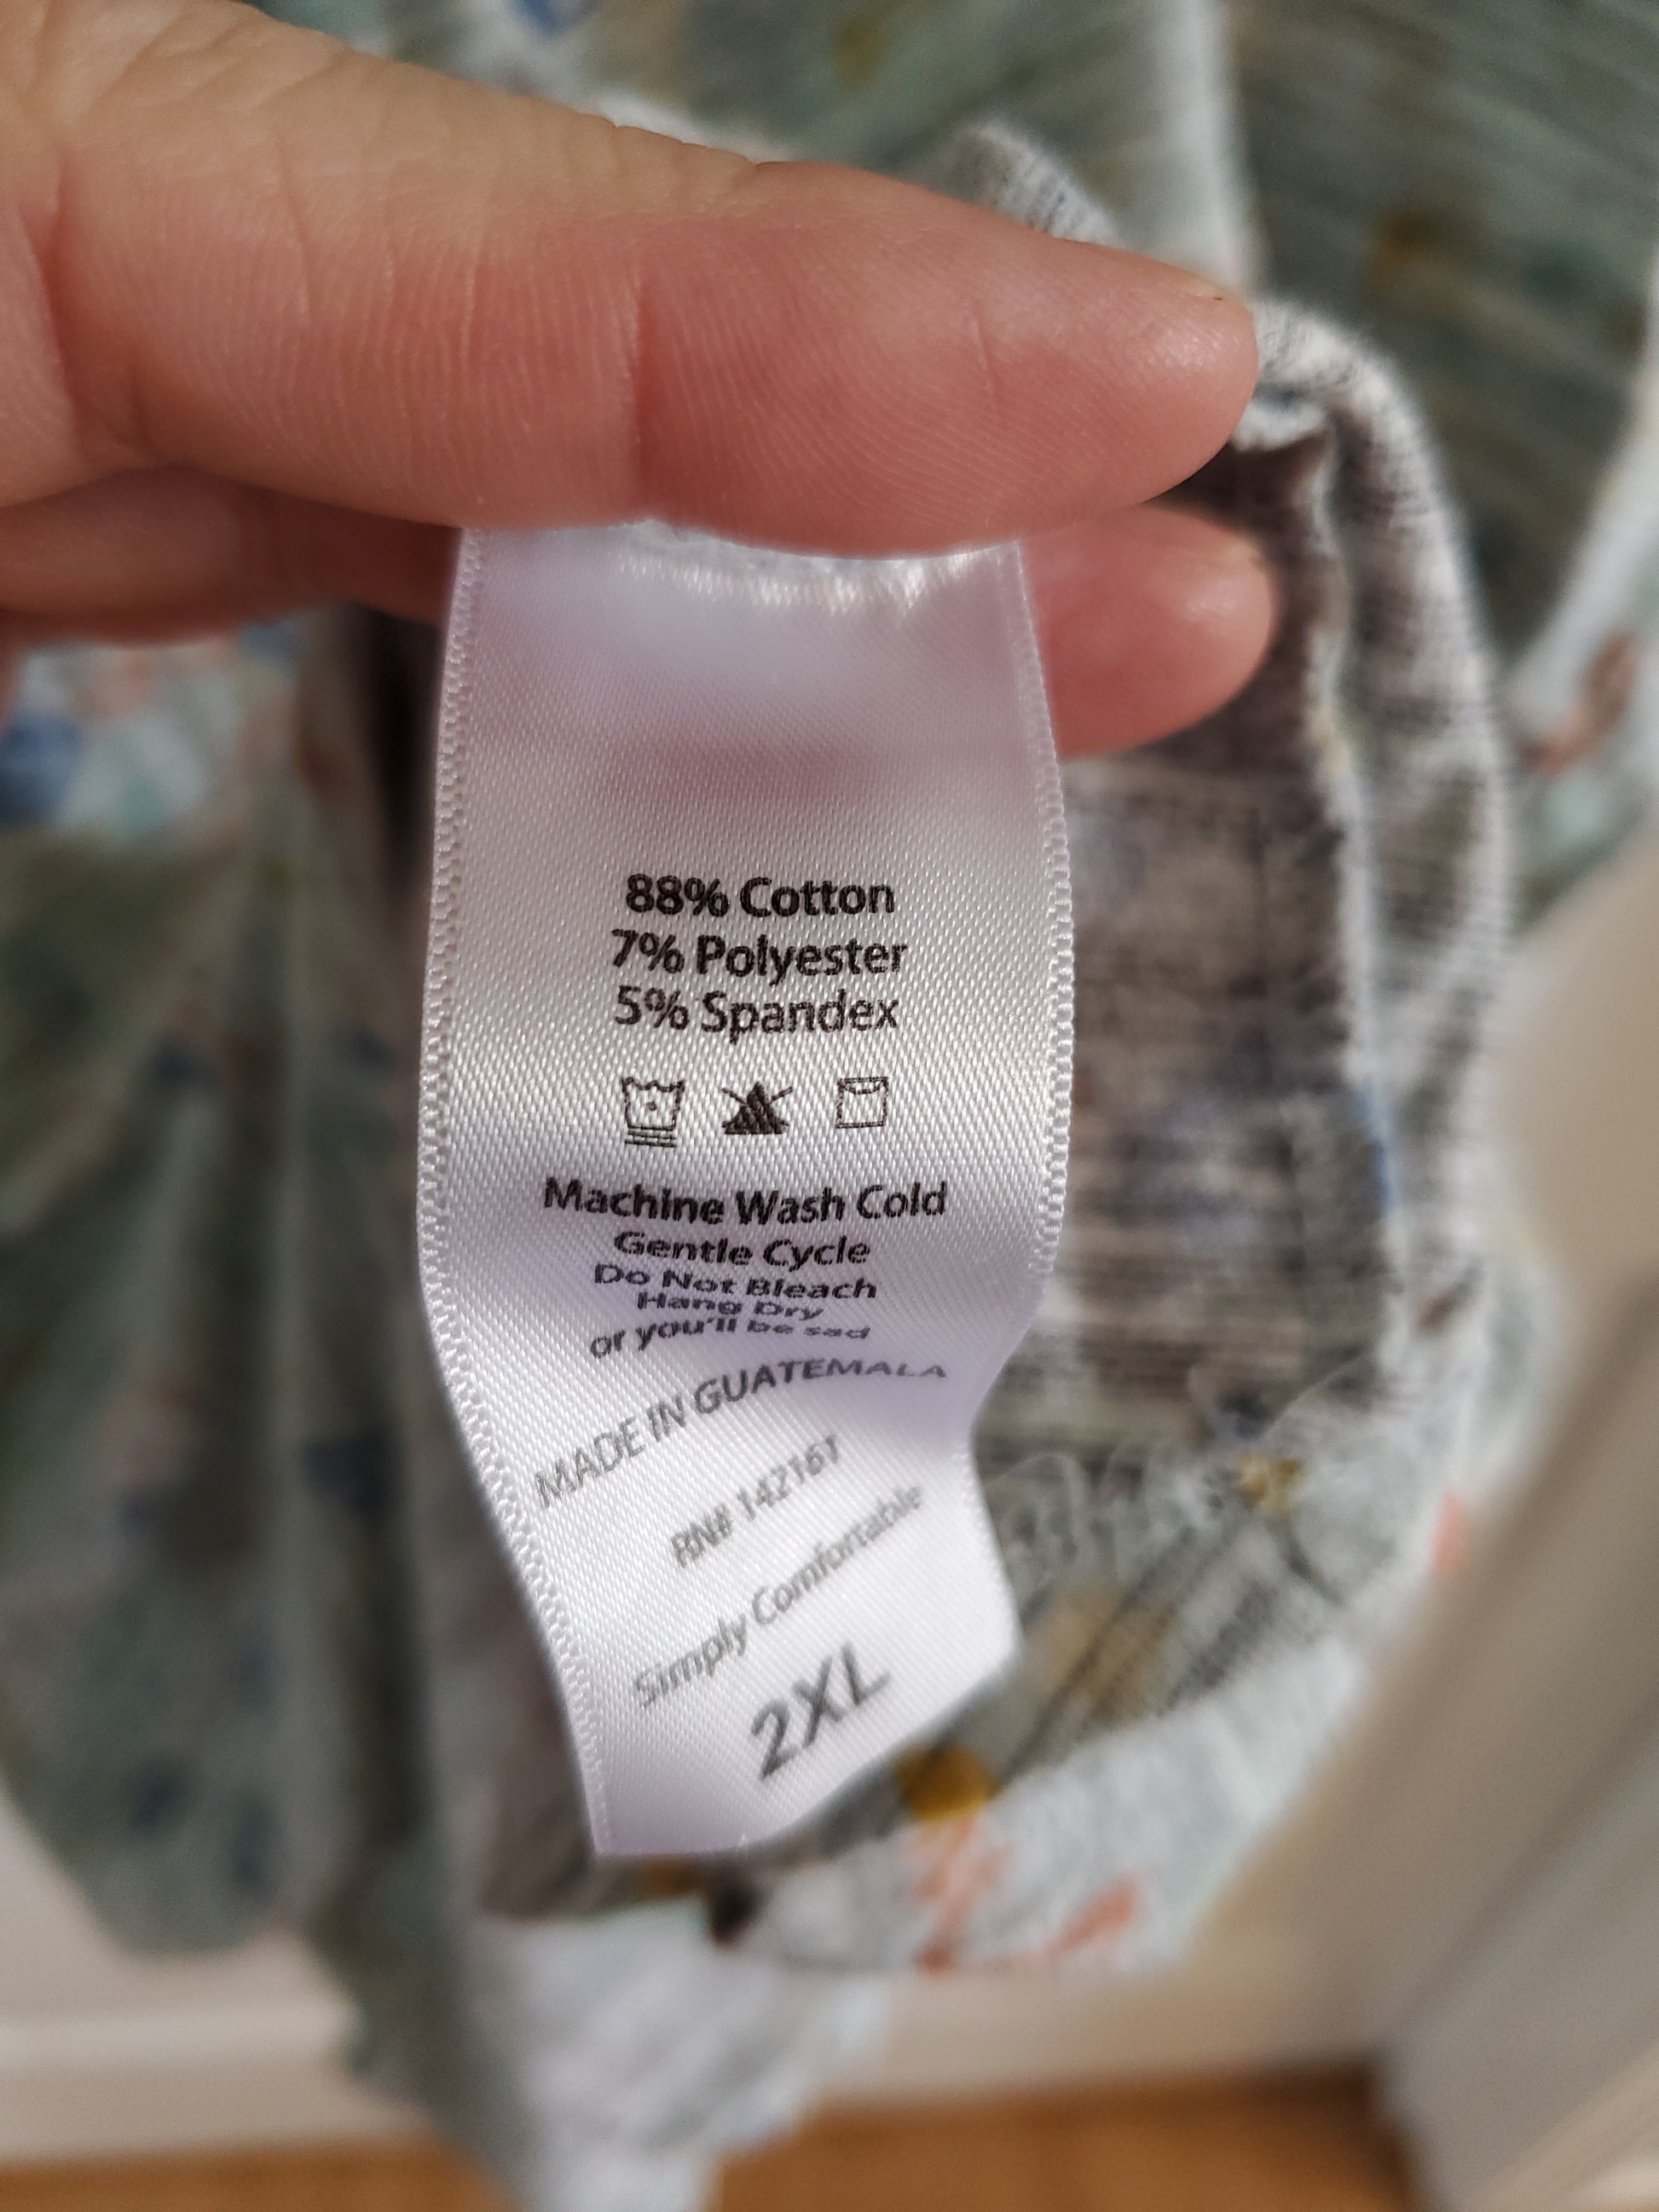 88% Cotton
7% Polyester
5% Spandex
Machine Wash Cold
Gentle Cycle
Do Not Bleach
Hang Dry
or you'll be sad
MADE IN GUATEMALA
RN# 142161
Simply Comfortable
2XL